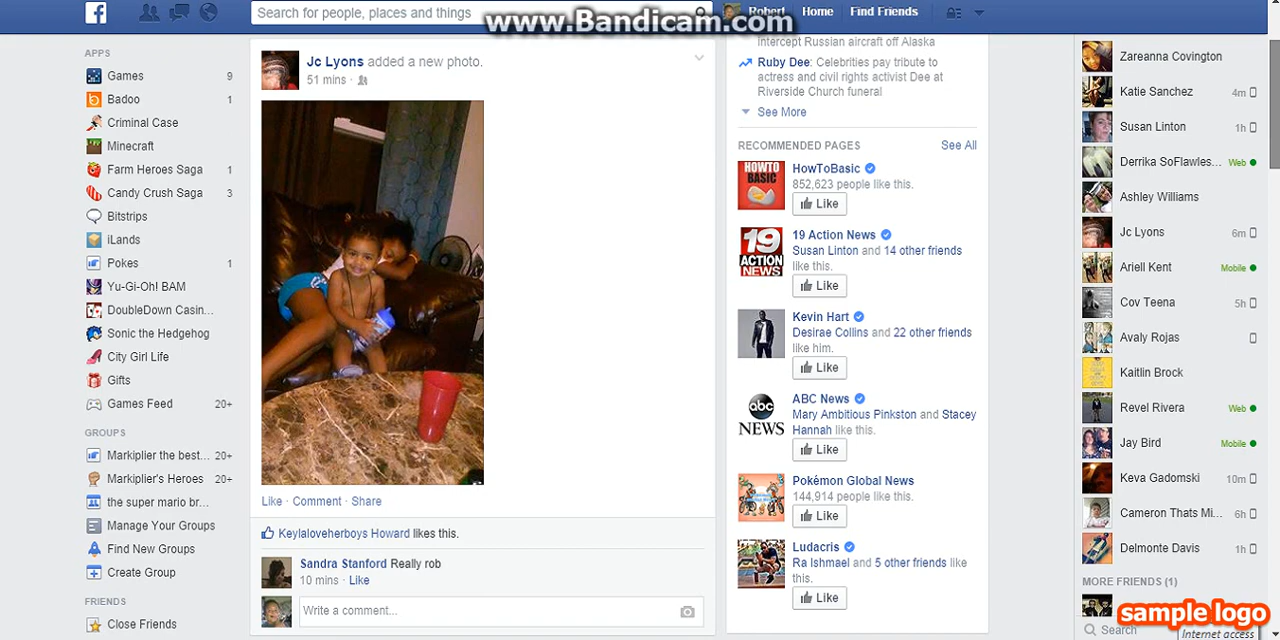 Search for people, places and things
www.Bandicam.com
Robert
Home
Find Friends
APPS
Games 9
Badoo 1
Criminal Case
Minecraft
Farm Heroes Saga 1
Candy Crush Saga 3
Bitstrips
iLands
Pokes 1
Yu-Gi-Oh! BAM
DoubleDown Casin...
Sonic the Hedgehog
City Girl Life
Gifts
Games Feed 20+
GROUPS
Markiplier the best... 20+
Markiplier's Heroes 20+
the super mario br...
Manage Your Groups
Find New Groups
Create Group
FRIENDS
Close Friends
Jc Lyons added a new photo.
51 mins ·
Like · Comment · Share
Keylaloveherboys Howard likes this.
Sandra Stanford Really rob
10 mins · Like
Write a comment...
intercept Russian aircraft off Alaska
Ruby Dee: Celebrities pay tribute to
actress and civil rights activist Dee at
Riverside Church funeral
See More
RECOMMENDED PAGES See All
HOWTO
BASIC
HowToBasic
852,623 people like this.
Like
19
ACTION
NEWS
19 Action News
Susan Linton and 14 other friends
like this.
Like
Kevin Hart
Desirae Collins and 22 other friends
like him.
Like
abc
NEWS
ABC News
Mary Ambitious Pinkston and Stacey
Hannah like this.
Like
Pokémon Global News
144,914 people like this.
Like
Ludacris
Ra Ishmael and 5 other friends like
this.
Like
Zareanna Covington
Katie Sanchez 4m
Susan Linton 1h
Derrika SoFlawles... Web
Ashley Williams
Jc Lyons 6m
Ariell Kent Mobile
Cov Teena 5h
Avaly Rojas
Kaitlin Brock
Revel Rivera Web
Jay Bird Mobile
Keva Gadomski 10m
Cameron Thats Mi... 6h
Delmonte Davis 1h
MORE FRIENDS (1)
sample logo
Search
Internet access